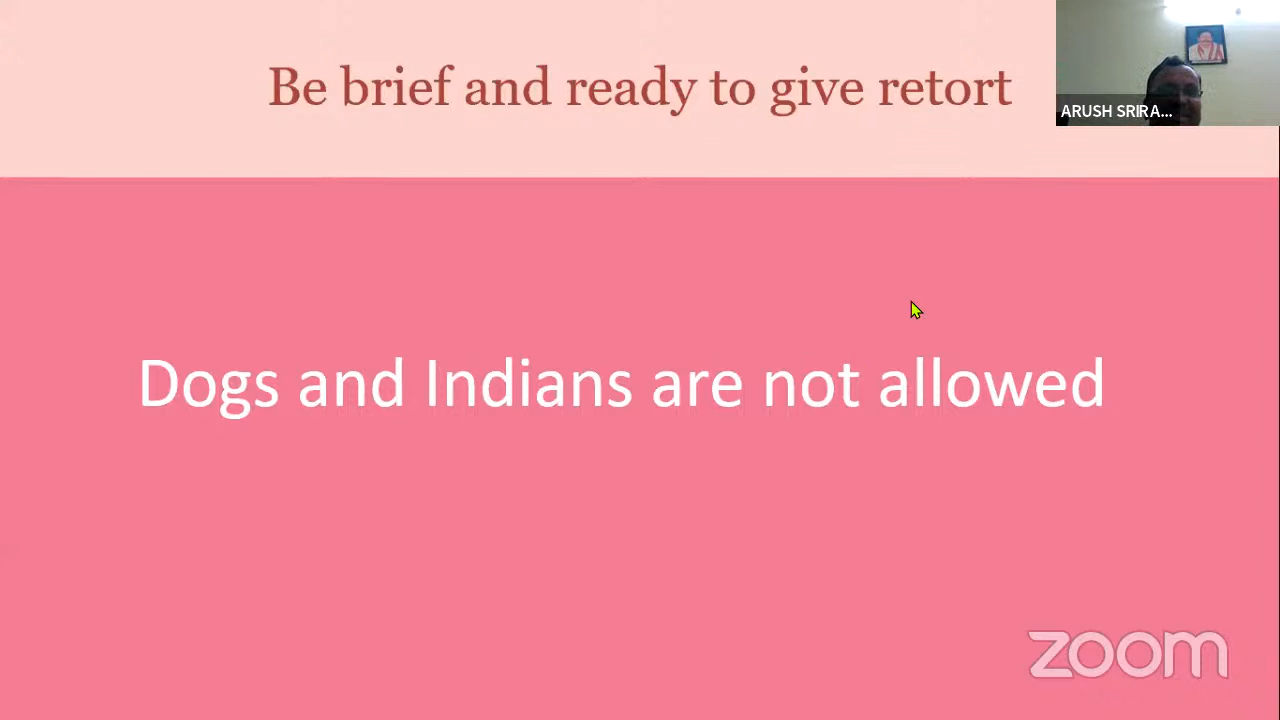 Be brief and ready to give retort
ARUSH SRIRA...
Dogs and Indians are not allowed
zoom